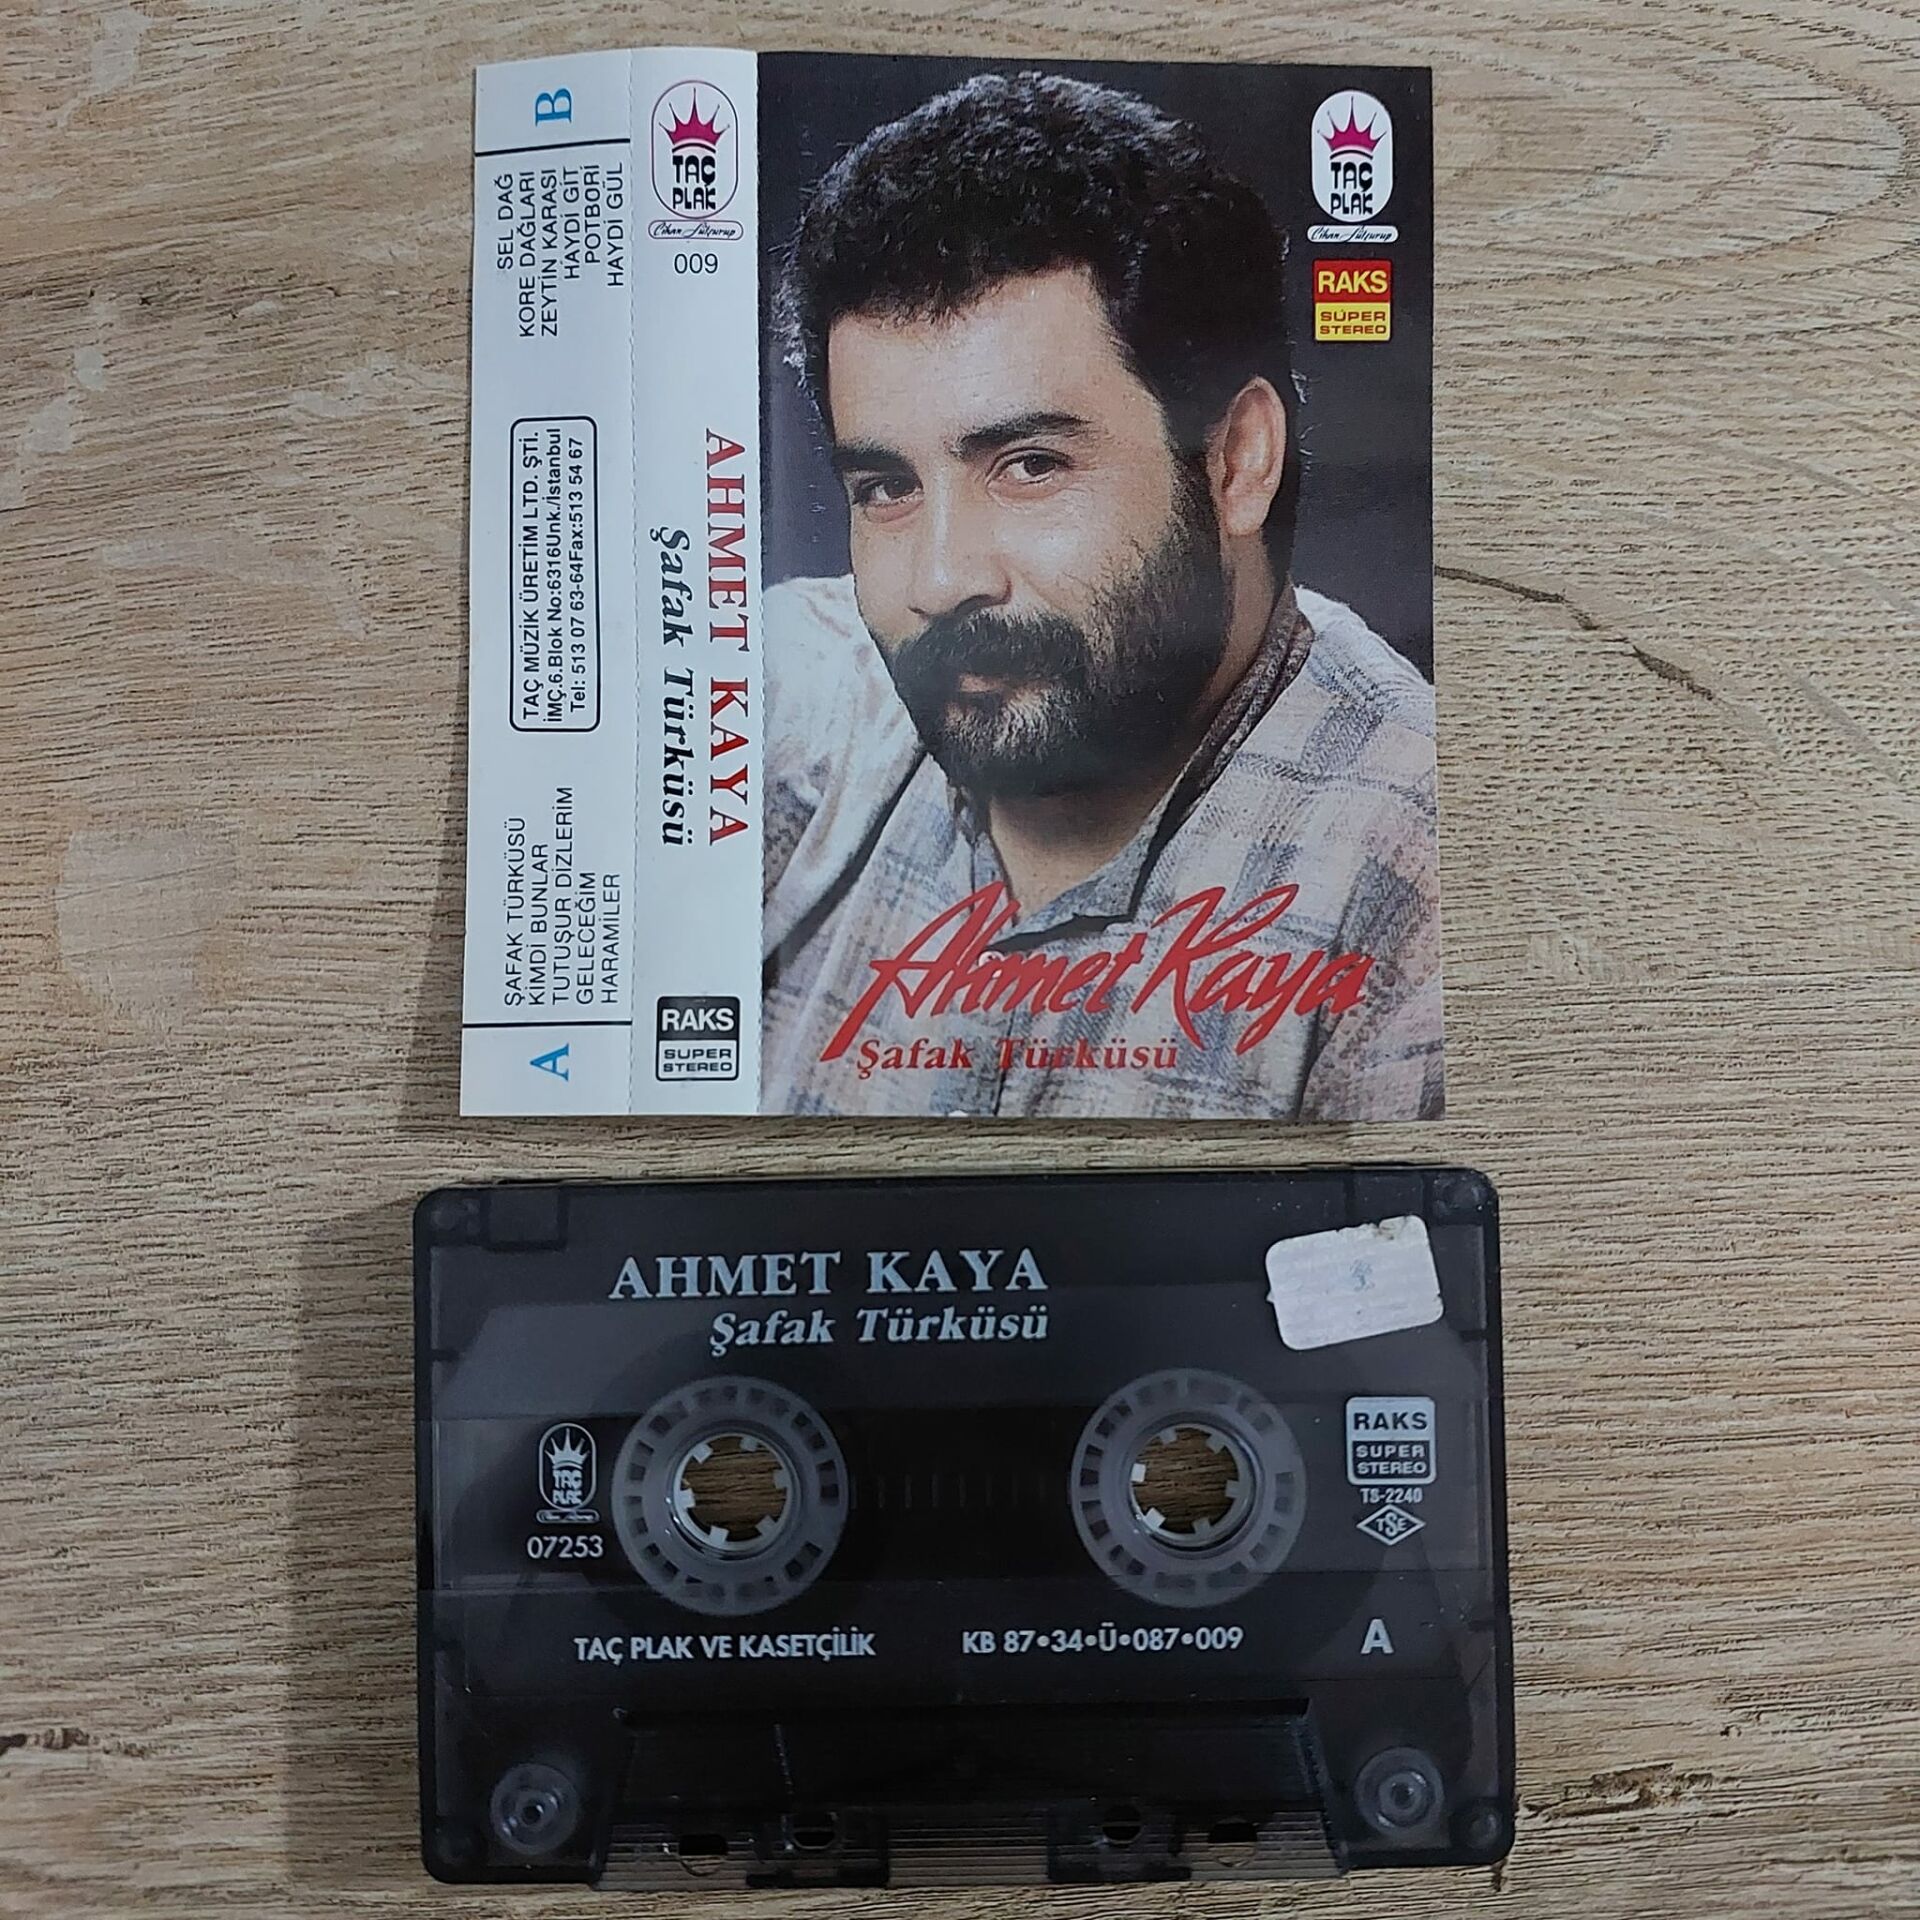 B
SEL DAĞ
KORE DAĞLARI
ZEYTİN KARASI
HAYDİ GİT
POTBORİ
HAYDİ GÜL
TAÇ MÜZİK ÜRETİM LTD. ŞTİ.
İMÇ.6.Blok No:6316Unk./İstanbul
Tel: 513 07 63-64Fax:513 54 67
ŞAFAK TÜRKÜSÜ
KİMDİ BUNLAR
TUTUŞUR DİZLERİM
GELECEĞİM
HARAMİLER
A
TAÇ
PLAK
009
AHMET KAYA
Şafak Türküsü
RAKS
SUPER
STEREO
TAÇ
PLAK
RAKS
SÜPER
STEREO
Ahmet Kaya
Şafak Türküsü
AHMET KAYA
Şafak Türküsü
07253
RAKS
SUPER
STEREO
TS-2240
TSE
TAÇ PLAK VE KASETÇİLİK
KB 87•34•Ü•087•009
A